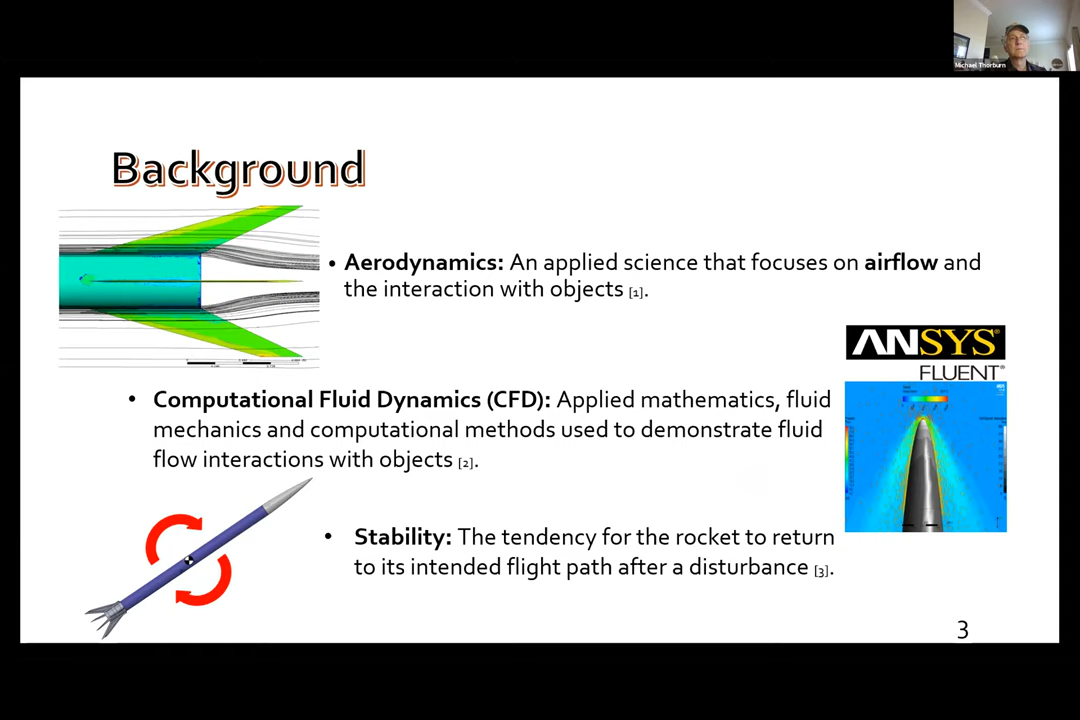 Michael Thorburn
Background
• Aerodynamics: An applied science that focuses on airflow and
the interaction with objects [1].
ANSYS®
FLUENT®
• Computational Fluid Dynamics (CFD): Applied mathematics, fluid
mechanics and computational methods used to demonstrate fluid
flow interactions with objects [2].
• Stability: The tendency for the rocket to return
to its intended flight path after a disturbance [3].
3